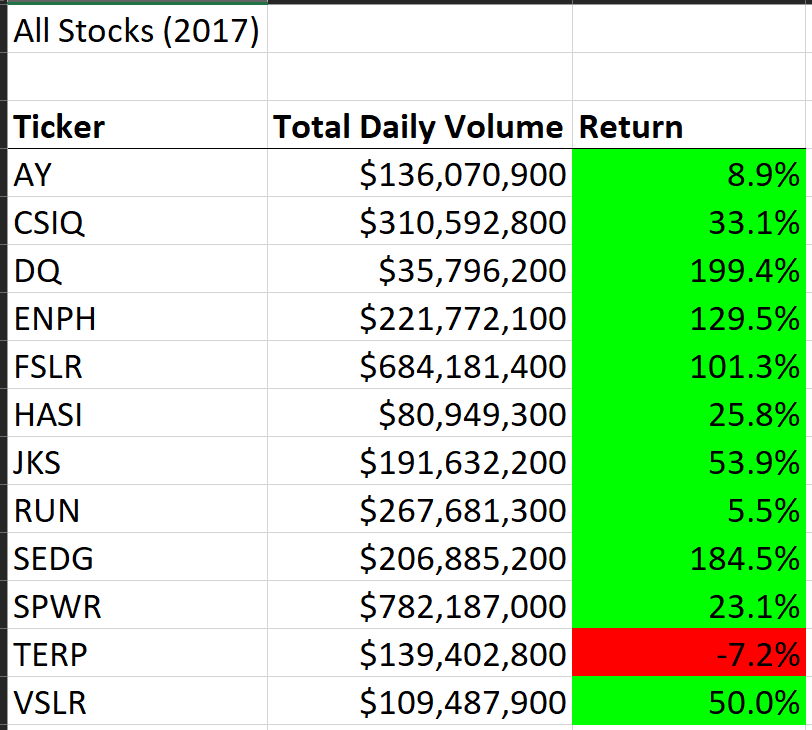 All Stocks (2017)
Ticker Total Daily Volume Return
AY $136,070,900 8.9%
CSIQ $310,592,800 33.1%
DQ $35,796,200 199.4%
ENPH $221,772,100 129.5%
FSLR $684,181,400 101.3%
HASI $80,949,300 25.8%
JKS $191,632,200 53.9%
RUN $267,681,300 5.5%
SEDG $206,885,200 184.5%
SPWR $782,187,000 23.1%
TERP $139,402,800 -7.2%
VSLR $109,487,900 50.0%